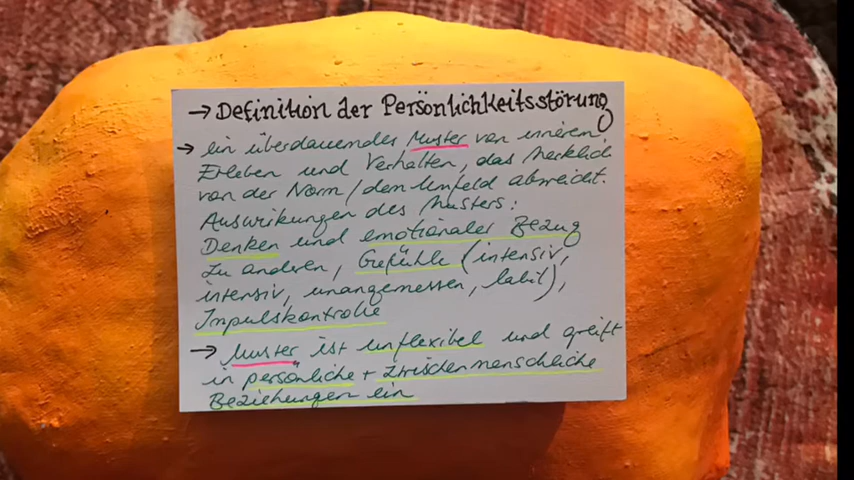 → Definition der Persönlichkeitsstörung
→ ein überdauerndes Muster von innerem
Erleben und Verhalten, das merklich
von der Norm / dem Umfeld abweicht.
Auswirkungen des Musters:
Denken und emotionaler Bezug
zu anderen, Gefühle (intensiv,
intensiv, unangemessen, labil),
Impulskontrolle
→ Muster ist unflexibel und greift
in persönliche + zwischenmenschliche
Beziehungen ein